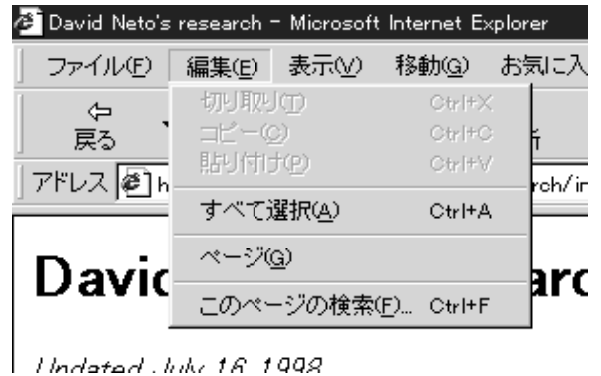 David Neto's research - Microsoft Internet Explorer
ファイル(F) 編集(E) 表示(V) 移動(G) お気に入
戻る
切り取り(T) Ctrl+X
コピー(C) Ctrl+C
貼り付け(P) Ctrl+V
アドレス h rch/in
すべて選択(A) Ctrl+A
ページ(G)
このページの検索(F)... Ctrl+F
David arc
Updated July 16 1998